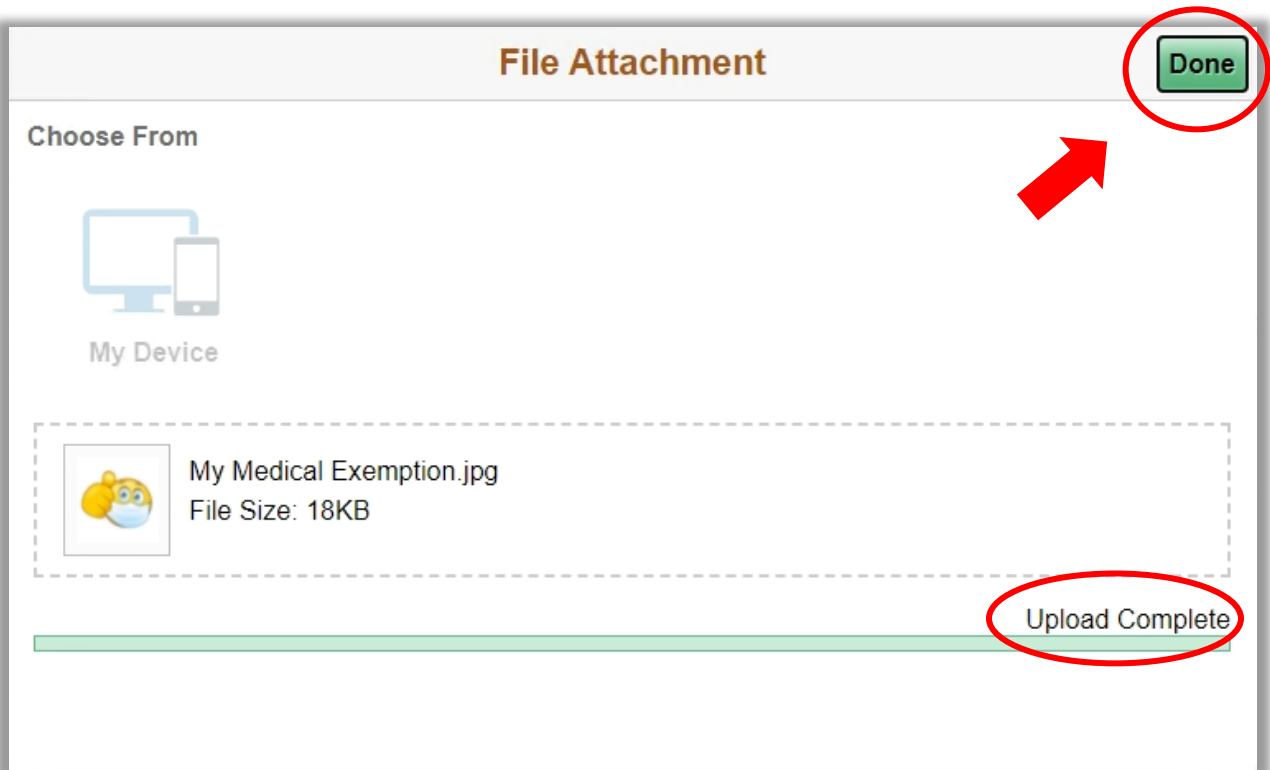 File Attachment
Done
Choose From
My Device
My Medical Exemption.jpg
File Size: 18KB
Upload Complete